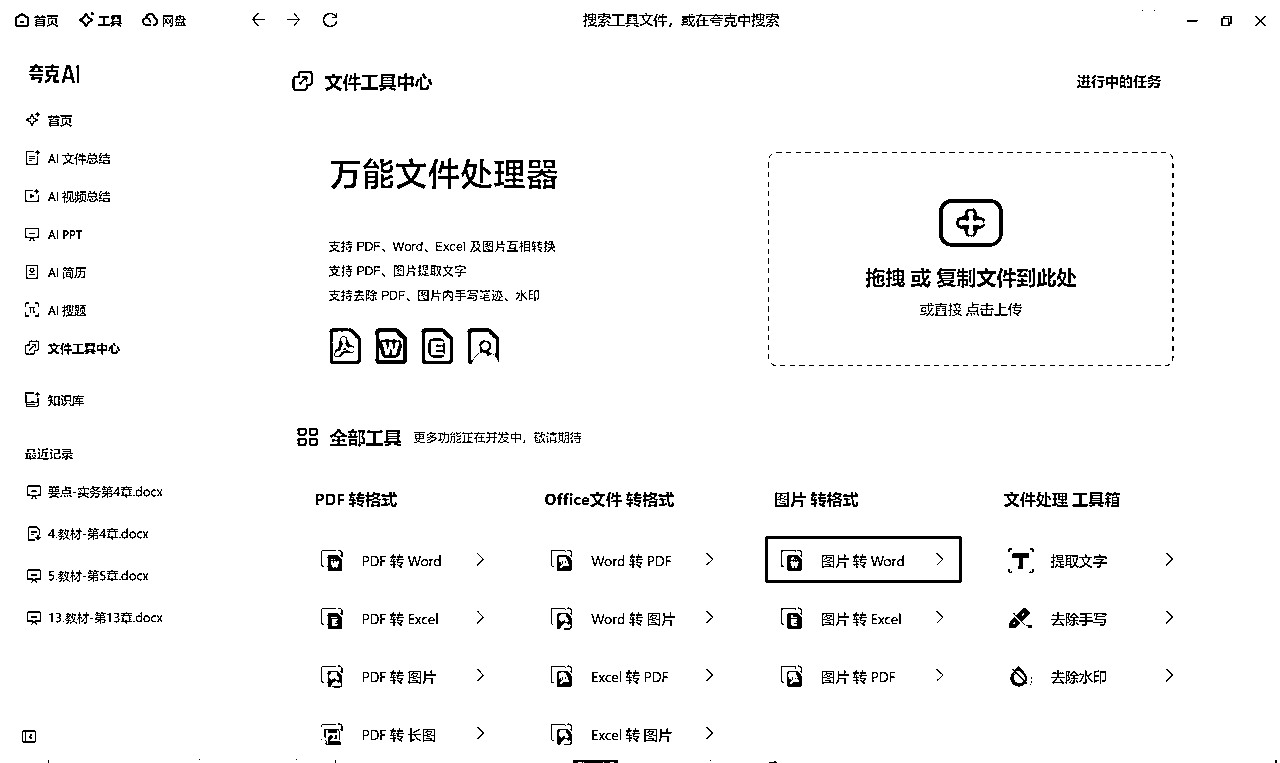 首页 工具 网盘 搜索工具文件，或在夸克中搜索
夸克AI
首页
AI 文件总结
AI 视频总结
AI PPT
AI 简历
AI 搜题
文件工具中心
知识库
最近记录
要点-实务第4章.docx
4.教材-第4章.docx
5.教材-第5章.docx
13.教材-第13章.docx
文件工具中心
进行中的任务
万能文件处理器
支持 PDF、Word、Excel 及图片互相转换
支持 PDF、图片提取文字
支持去除 PDF、图片内手写笔迹、水印
拖拽 或 复制文件到此处
或直接 点击上传
全部工具 更多功能正在开发中，敬请期待
PDF 转格式
PDF 转 Word
PDF 转 Excel
PDF 转 图片
PDF 转 长图
Office文件 转格式
Word 转 PDF
Word 转 图片
Excel 转 PDF
Excel 转 图片
图片 转格式
图片 转 Word
图片 转 Excel
图片 转 PDF
文件处理 工具箱
提取文字
去除手写
去除水印